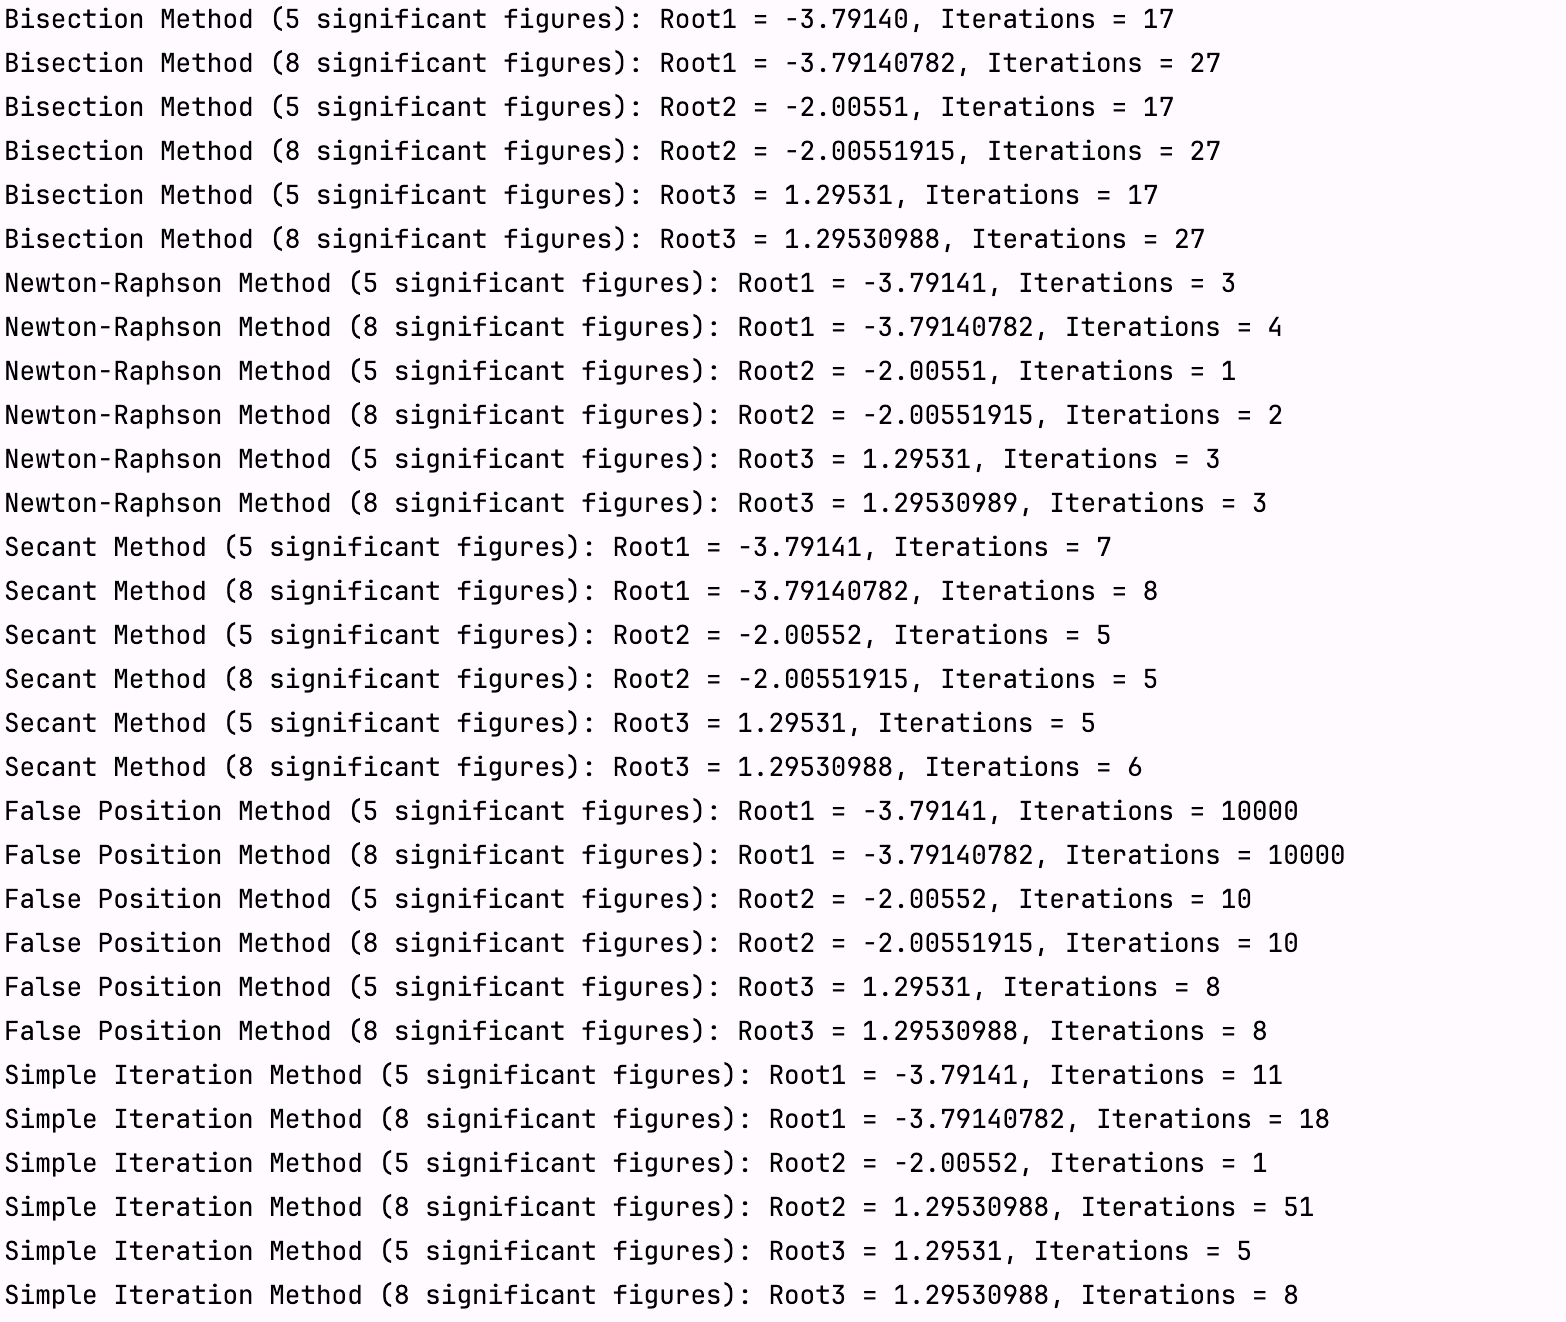 Bisection Method (5 significant figures): Root1 = -3.79140, Iterations = 17
Bisection Method (8 significant figures): Root1 = -3.79140782, Iterations = 27
Bisection Method (5 significant figures): Root2 = -2.00551, Iterations = 17
Bisection Method (8 significant figures): Root2 = -2.00551915, Iterations = 27
Bisection Method (5 significant figures): Root3 = 1.29531, Iterations = 17
Bisection Method (8 significant figures): Root3 = 1.29530988, Iterations = 27
Newton-Raphson Method (5 significant figures): Root1 = -3.79141, Iterations = 3
Newton-Raphson Method (8 significant figures): Root1 = -3.79140782, Iterations = 4
Newton-Raphson Method (5 significant figures): Root2 = -2.00551, Iterations = 1
Newton-Raphson Method (8 significant figures): Root2 = -2.00551915, Iterations = 2
Newton-Raphson Method (5 significant figures): Root3 = 1.29531, Iterations = 3
Newton-Raphson Method (8 significant figures): Root3 = 1.29530989, Iterations = 3
Secant Method (5 significant figures): Root1 = -3.79141, Iterations = 7
Secant Method (8 significant figures): Root1 = -3.79140782, Iterations = 8
Secant Method (5 significant figures): Root2 = -2.00552, Iterations = 5
Secant Method (8 significant figures): Root2 = -2.00551915, Iterations = 5
Secant Method (5 significant figures): Root3 = 1.29531, Iterations = 5
Secant Method (8 significant figures): Root3 = 1.29530988, Iterations = 6
False Position Method (5 significant figures): Root1 = -3.79141, Iterations = 10000
False Position Method (8 significant figures): Root1 = -3.79140782, Iterations = 10000
False Position Method (5 significant figures): Root2 = -2.00552, Iterations = 10
False Position Method (8 significant figures): Root2 = -2.00551915, Iterations = 10
False Position Method (5 significant figures): Root3 = 1.29531, Iterations = 8
False Position Method (8 significant figures): Root3 = 1.29530988, Iterations = 8
Simple Iteration Method (5 significant figures): Root1 = -3.79141, Iterations = 11
Simple Iteration Method (8 significant figures): Root1 = -3.79140782, Iterations = 18
Simple Iteration Method (5 significant figures): Root2 = -2.00552, Iterations = 1
Simple Iteration Method (8 significant figures): Root2 = 1.29530988, Iterations = 51
Simple Iteration Method (5 significant figures): Root3 = 1.29531, Iterations = 5
Simple Iteration Method (8 significant figures): Root3 = 1.29530988, Iterations = 8